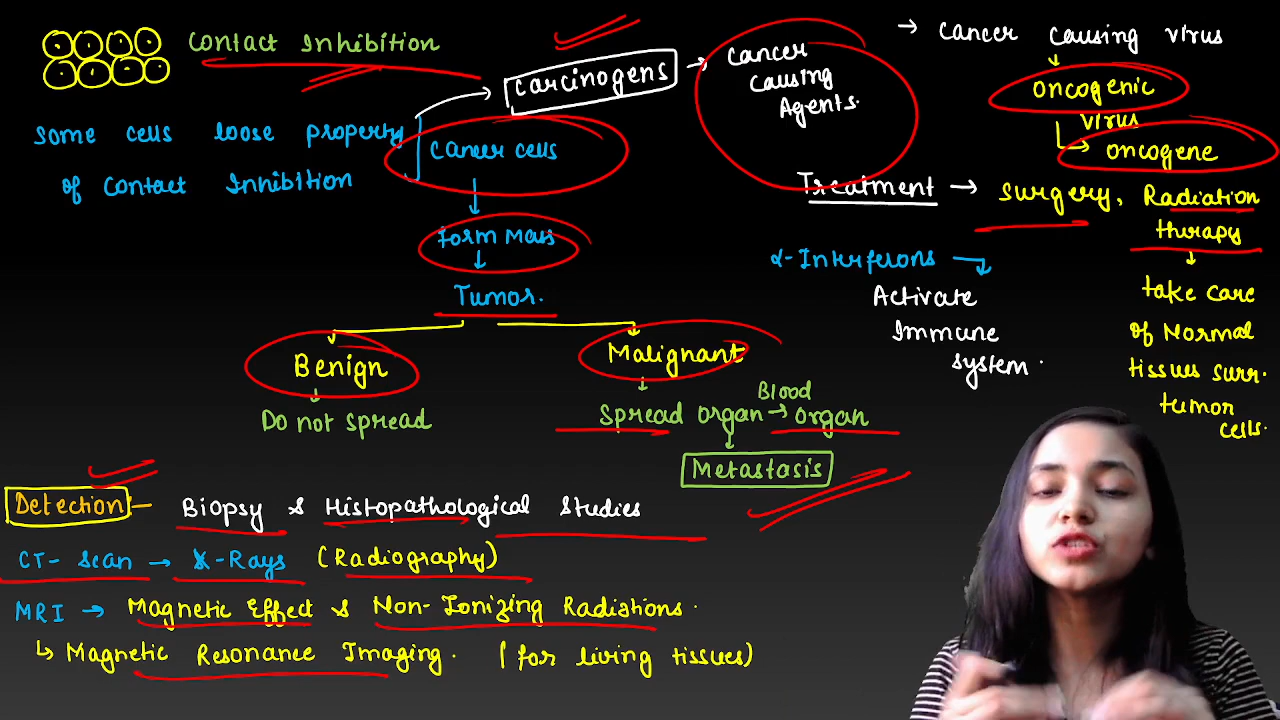 Contact Inhibition
Some cells loose property
of Contact Inhibition
Carcinogens →
Cancer
Causing
Agents.
Cancer cells
↓
Form Mass
↓
Tumor.
Benign
↓
Do not spread
Malignant
↓
Spread organ → organ
Blood
↓
Metastasis
→ Cancer causing virus
↓
oncogenic
virus
↳ oncogene
Treatment → surgery, Radiation
therapy
↓
take care
of Normal
tissues surr.
tumor
cells.
α-Interferons
Activate
Immune
system.
Detection - Biopsy & Histopathological Studies
CT- Scan → X-Rays (Radiography)
MRI → Magnetic Effect & Non-Ionizing Radiations.
↳ Magnetic Resonance Imaging. (for living tissues)